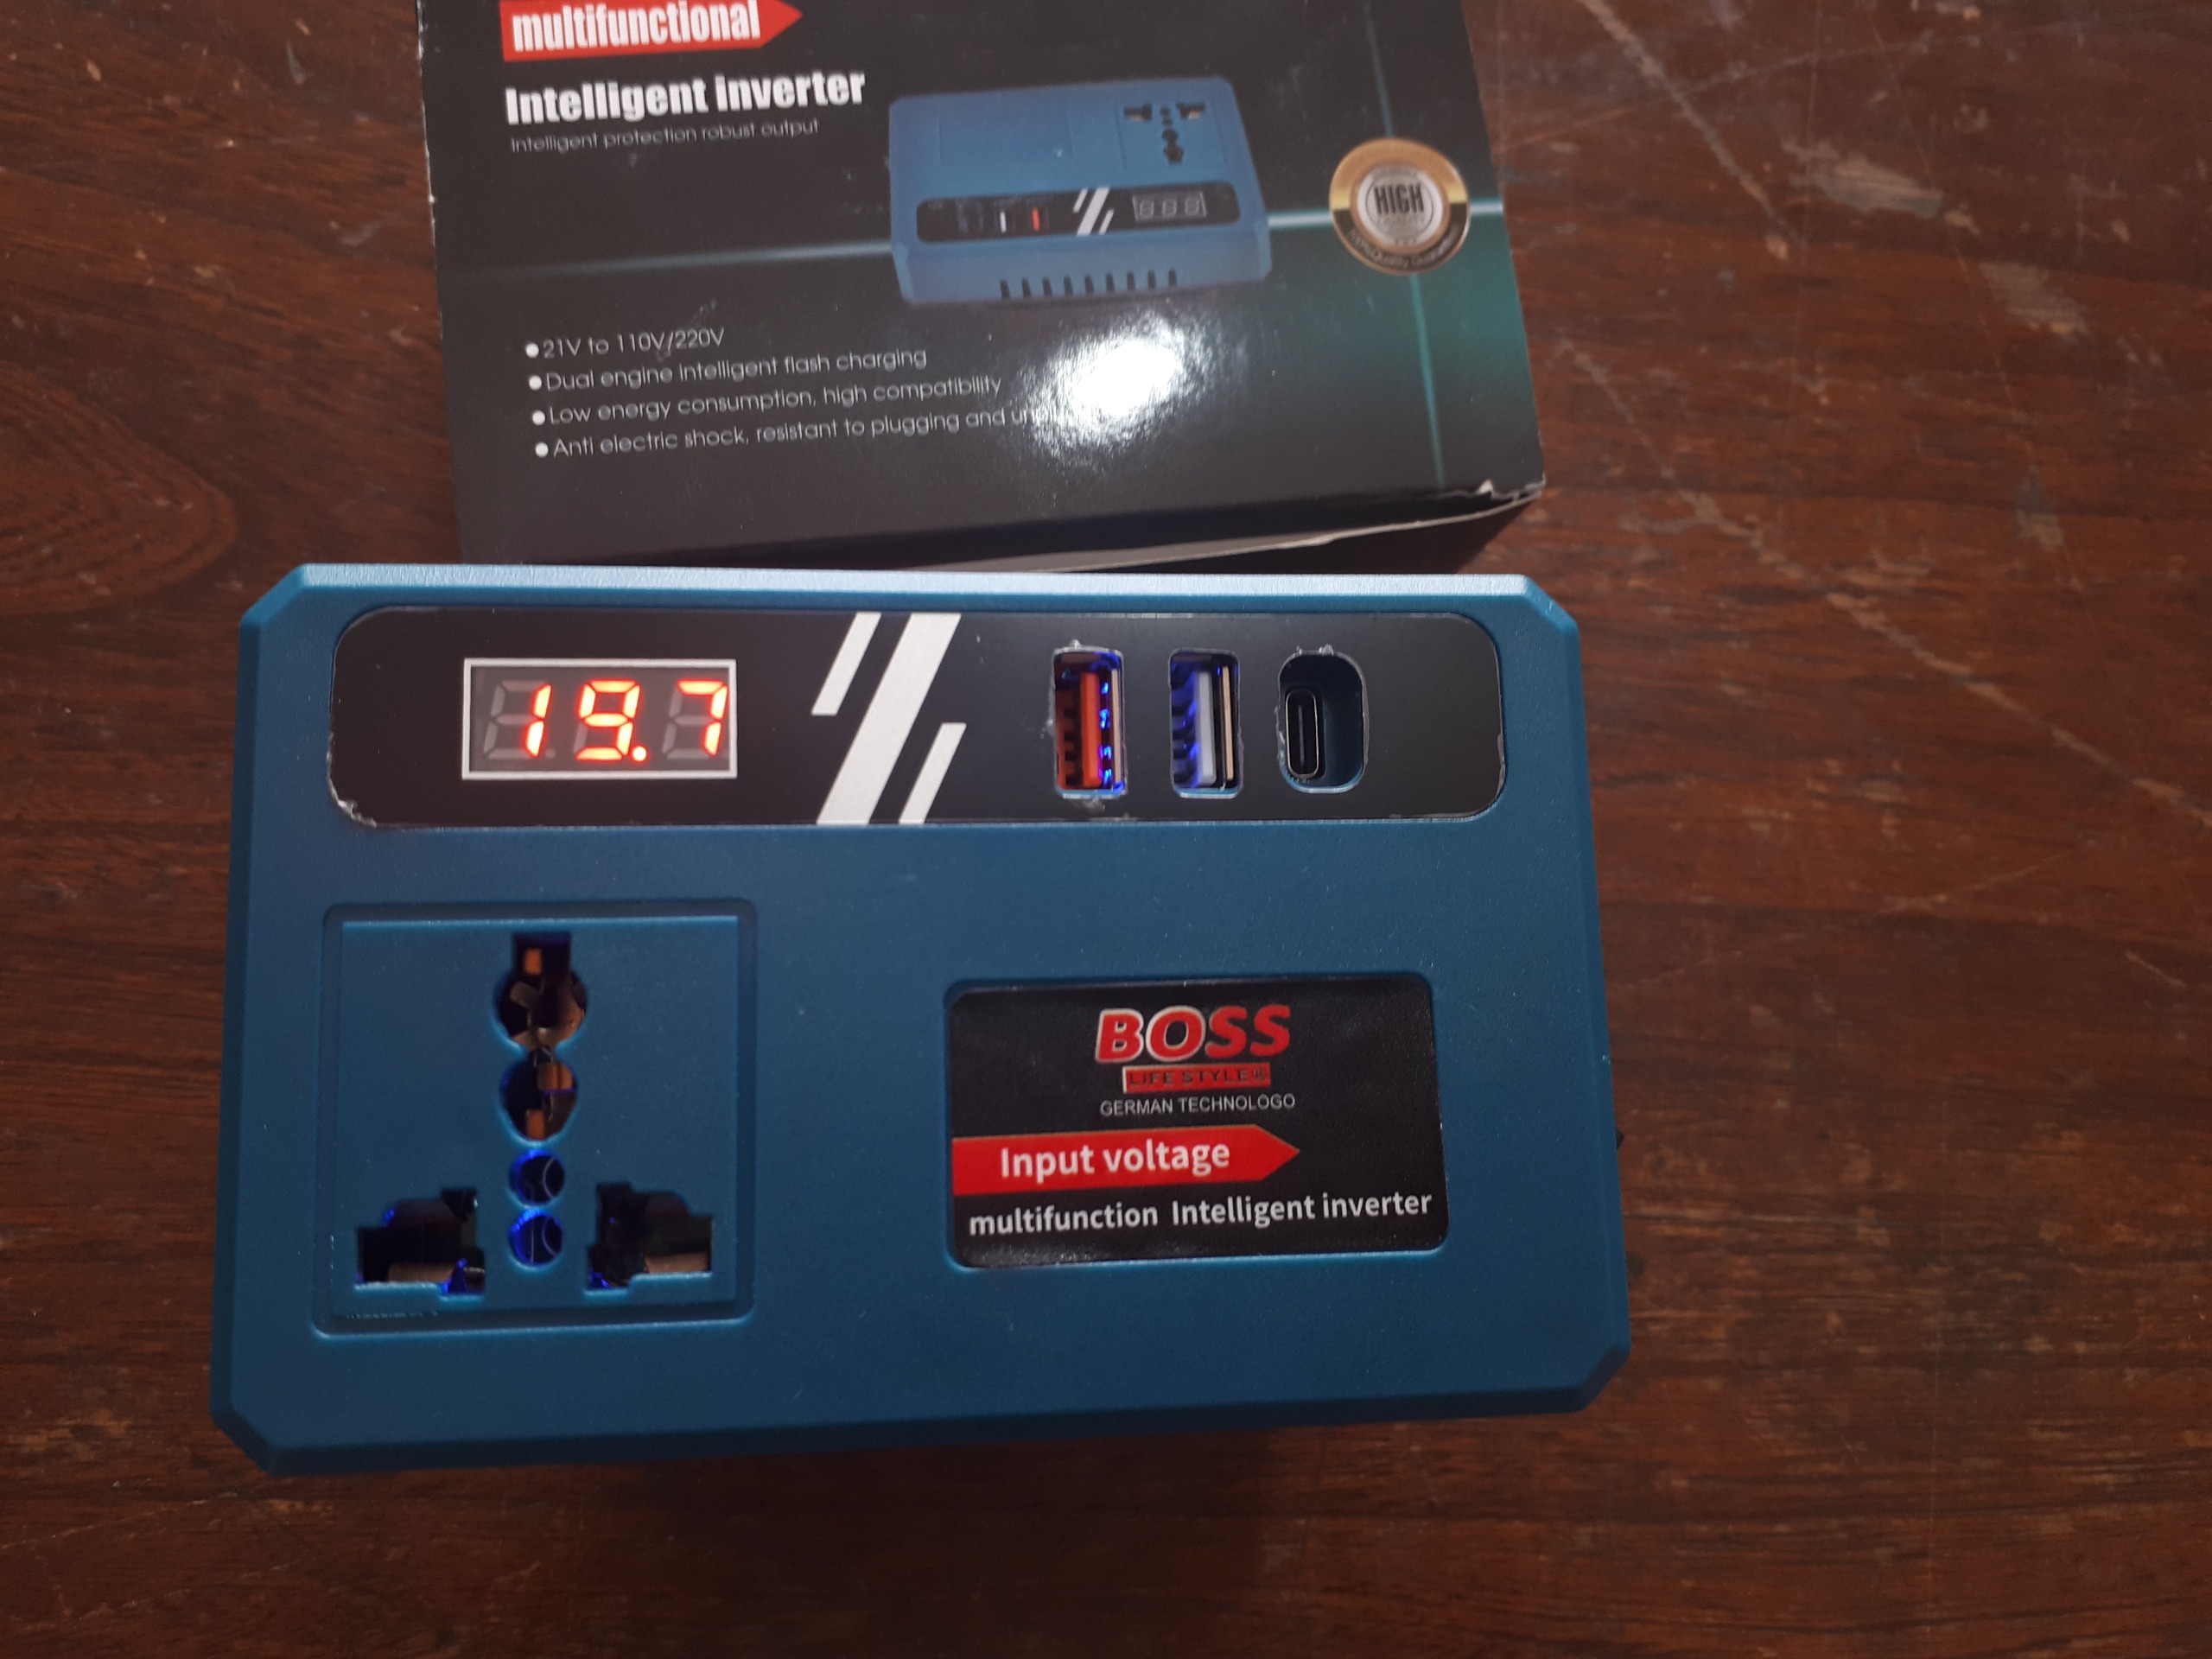 multifunctional
Intelligent inverter
Intelligent protection robust output
HIGH
21V to 110V/220V
Dual engine intelligent flash charging
Low energy consumption, high compatibility
Anti electric shock, resistant to plugging and
19.7
BOSS
LIFE STYLE
GERMAN TECHNOLOGO
Input voltage
multifunction Intelligent inverter